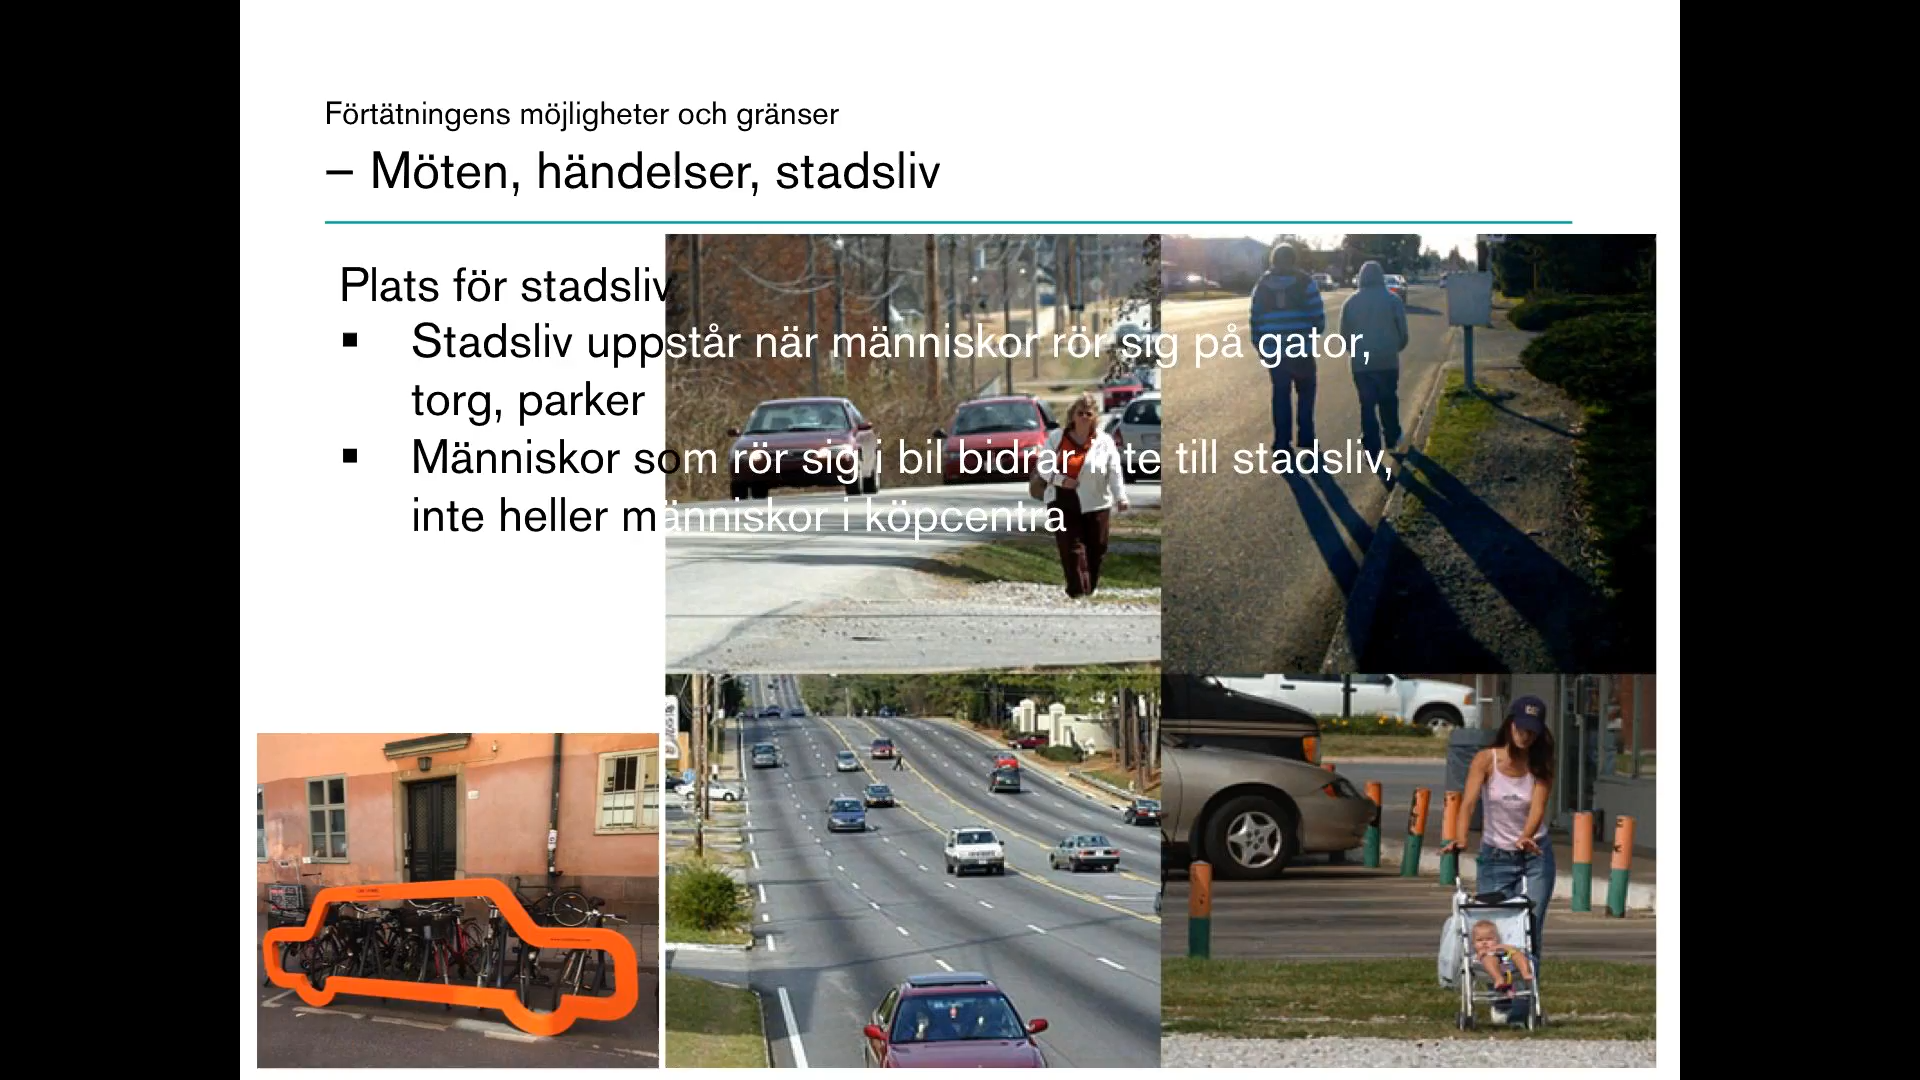 Förtätningens möjligheter och gränser
– Möten, händelser, stadsliv
Plats för stadsliv
▪ Stadsliv uppstår när människor rör sig på gator,
torg, parker
▪ Människor som rör sig i bil bidrar inte till stadsliv,
inte heller människor i köpcentra